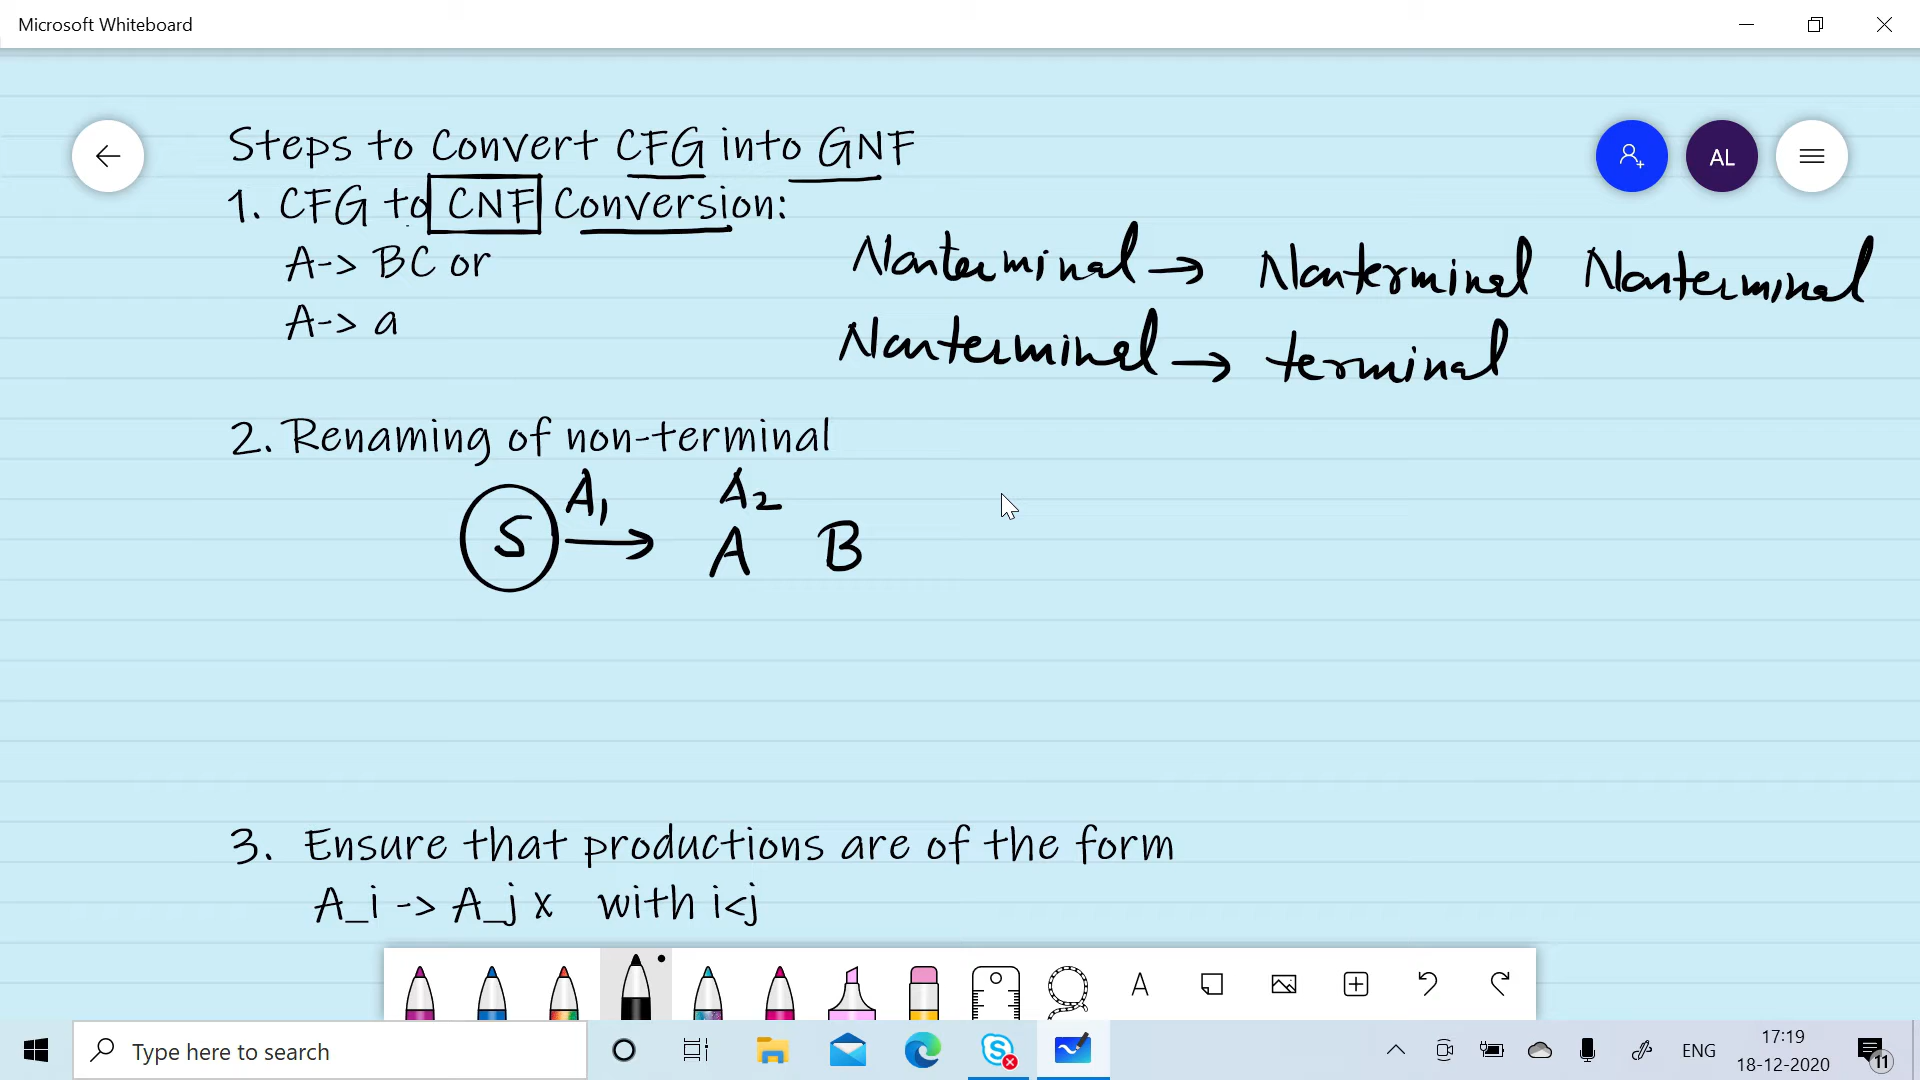 Microsoft Whiteboard
AL
Steps to Convert CFG into GNF
1. CFG to CNF Conversion:
A-> BC or
A-> a
Nonterminal → Nonterminal Nonterminal
Nonterminal → terminal
2. Renaming of non-terminal
A₁ A₂
S → A B
3. Ensure that productions are of the form
A_i -> A_j x with i<j
A
Type here to search
ENG
17:19
18-12-2020
11